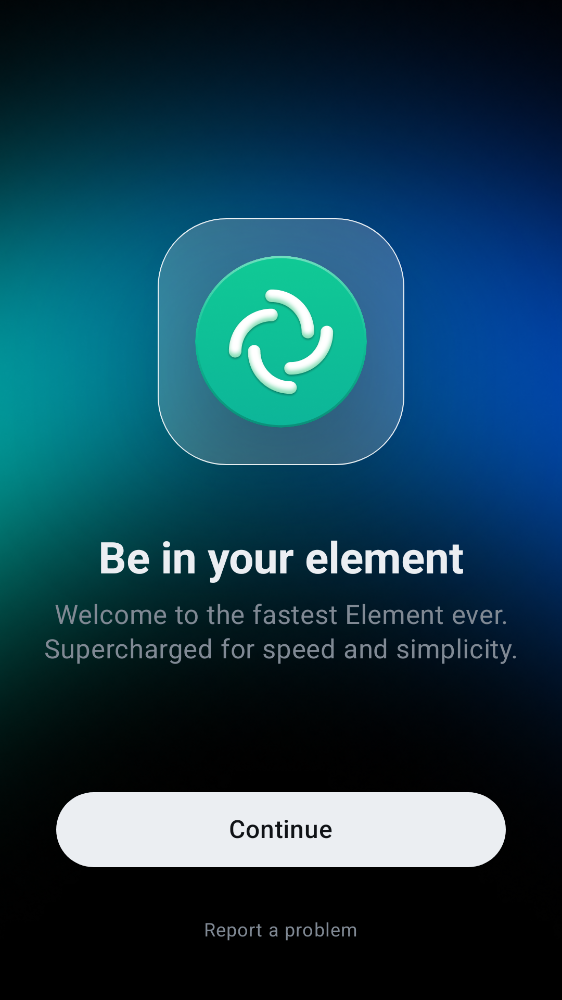 Be in your element
Welcome to the fastest Element ever.
Supercharged for speed and simplicity.
Continue
Report a problem